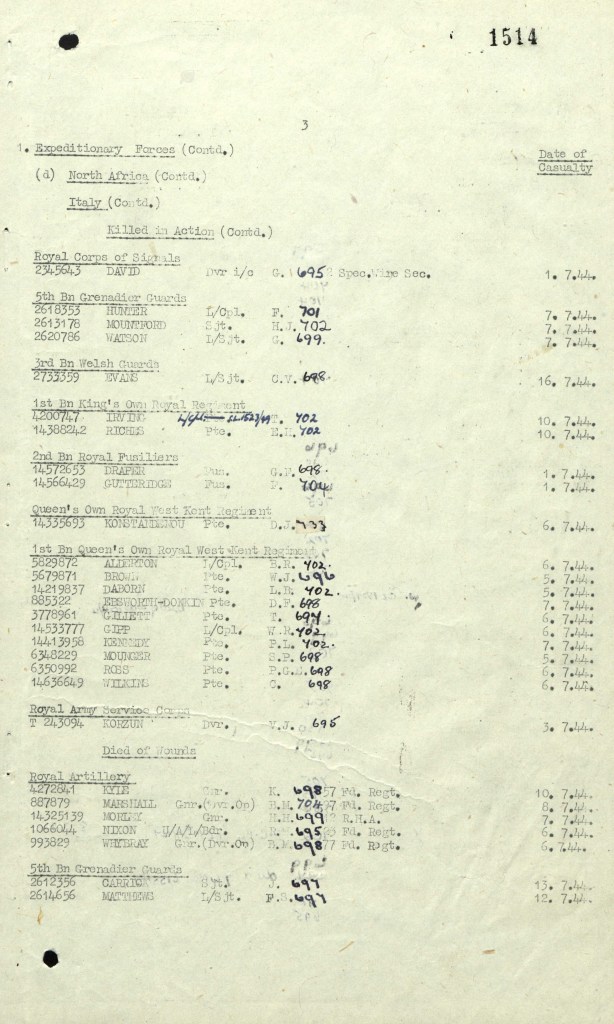 1514
3
1. Expeditionary Forces (Contd.)
Date of
Casualty
(d) North Africa (Contd.)
Italy (Contd.)
Killed in Action (Contd.)
Royal Corps of Signals
2345643 DAVID Dvr i/c G. 695 Spec.Wire Sec. 1. 7.44.
5th Bn Grenadier Guards
2618353 HUNTER L/Cpl. F. 701 7. 7.44.
2613178 MOUNTFORD Sjt. H.J. 702 7. 7.44.
2620786 WATSON L/Sjt. G. 699. 7. 7.44.
3rd Bn Welsh Guards
2733359 EVANS L/Sjt. C.V. 698. 16. 7.44.
1st Bn King's Own Royal Regiment
4200747 IRVING T. 702 10. 7.44.
14388242 RICHES Pte. E.H. 702 10. 7.44.
2nd Bn Royal Fusiliers
14572653 DRAPER Fus. 698. 1. 7.44.
14566429 GUTTERIDGE Fus. F. 704 1. 7.44.
Queen's Own Royal West Kent Regiment
14335693 KONSTANDENOU Pte. D.J. 733 6. 7.44.
1st Bn Queen's Own Royal West Kent Regiment
5829872 ALDERTON L/Cpl. B.R. 702. 6. 7.44.
5679871 BROWN Pte. W.J. 696 5. 7.44.
14219837 DABORN Pte. L.D. 702. 5. 7.44.
885322 EBSWORTH-DONKIN Pte. D.F. 698 7. 7.44.
3778961 GILLETT Pte. T. 697. 6. 7.44.
14533777 GIPP L/Cpl. W.R. 702 6. 7.44.
14413958 KENNEDY Pte. P.L. 702. 7. 7.44.
6348229 MOUNCER Pte. S.P. 698 5. 7.44.
6350992 ROBS Pte. 698 6. 7.44.
14636649 WILKINS Pte. C. 698 6. 7.44.
Royal Army Service Corps
T 243094 KORZUN Dvr. V.J. 695 3. 7.44.
Died of Wounds
Royal Artillery
4272841 KYLE Gnr. K. 698 57 Fd. Regt. 10. 7.44.
887879 MARSHALL Gnr.(Dvr.Op) B.M. 704 Fd. Regt. 8. 7.44.
14325139 MORLEY Gnr. H.H. 699 R.H.A. 7. 7.44.
1066044 NIXON U/A/L/Bdr. R. 695 Fd. Regt. 6. 7.44.
993829 WHYBRAY Gnr.(Dvr.Op) B. 698 77 Fd. Regt. 6. 7.44.
5th Bn Grenadier Guards
2612356 CARRICK Sjt. J. 697 13. 7.44.
2614656 MATTHEWS L/Sjt. F.S. 697 12. 7.44.